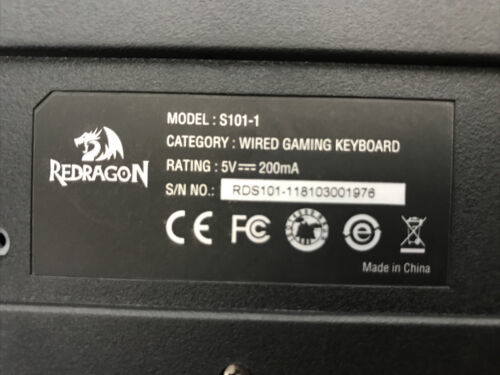 REDRAGON
MODEL : S101-1
CATEGORY : WIRED GAMING KEYBOARD
RATING : 5V⎓200mA
S/N NO.: RDS101-118103001976
CE FC e
Made in China